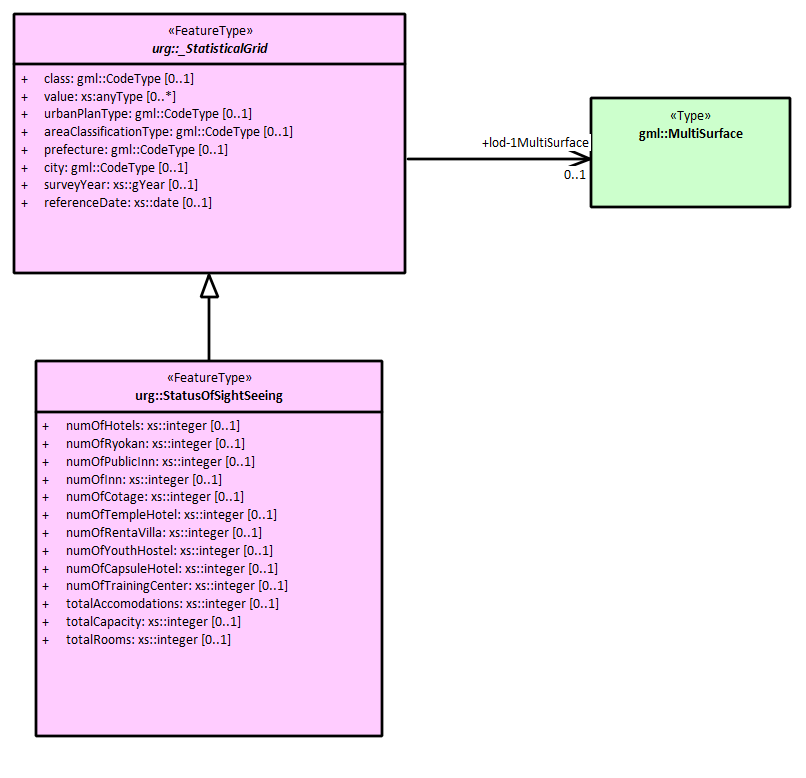 «FeatureType»
urg::_StatisticalGrid
+ class: gml::CodeType [0..1]
+ value: xs:anyType [0..*]
+ urbanPlanType: gml::CodeType [0..1]
+ areaClassificationType: gml::CodeType [0..1]
+ prefecture: gml::CodeType [0..1]
+ city: gml::CodeType [0..1]
+ surveyYear: xs::gYear [0..1]
+ referenceDate: xs::date [0..1]
+lod-1MultiSurface
0..1
«Type»
gml::MultiSurface
«FeatureType»
urg::StatusOfSightSeeing
+ numOfHotels: xs::integer [0..1]
+ numOfRyokan: xs::integer [0..1]
+ numOfPublicInn: xs::integer [0..1]
+ numOfInn: xs::integer [0..1]
+ numOfCotage: xs::integer [0..1]
+ numOfTempleHotel: xs::integer [0..1]
+ numOfRentaVilla: xs::integer [0..1]
+ numOfYouthHostel: xs::integer [0..1]
+ numOfCapsuleHotel: xs::integer [0..1]
+ numOfTrainingCenter: xs::integer [0..1]
+ totalAccomodations: xs::integer [0..1]
+ totalCapacity: xs::integer [0..1]
+ totalRooms: xs::integer [0..1]